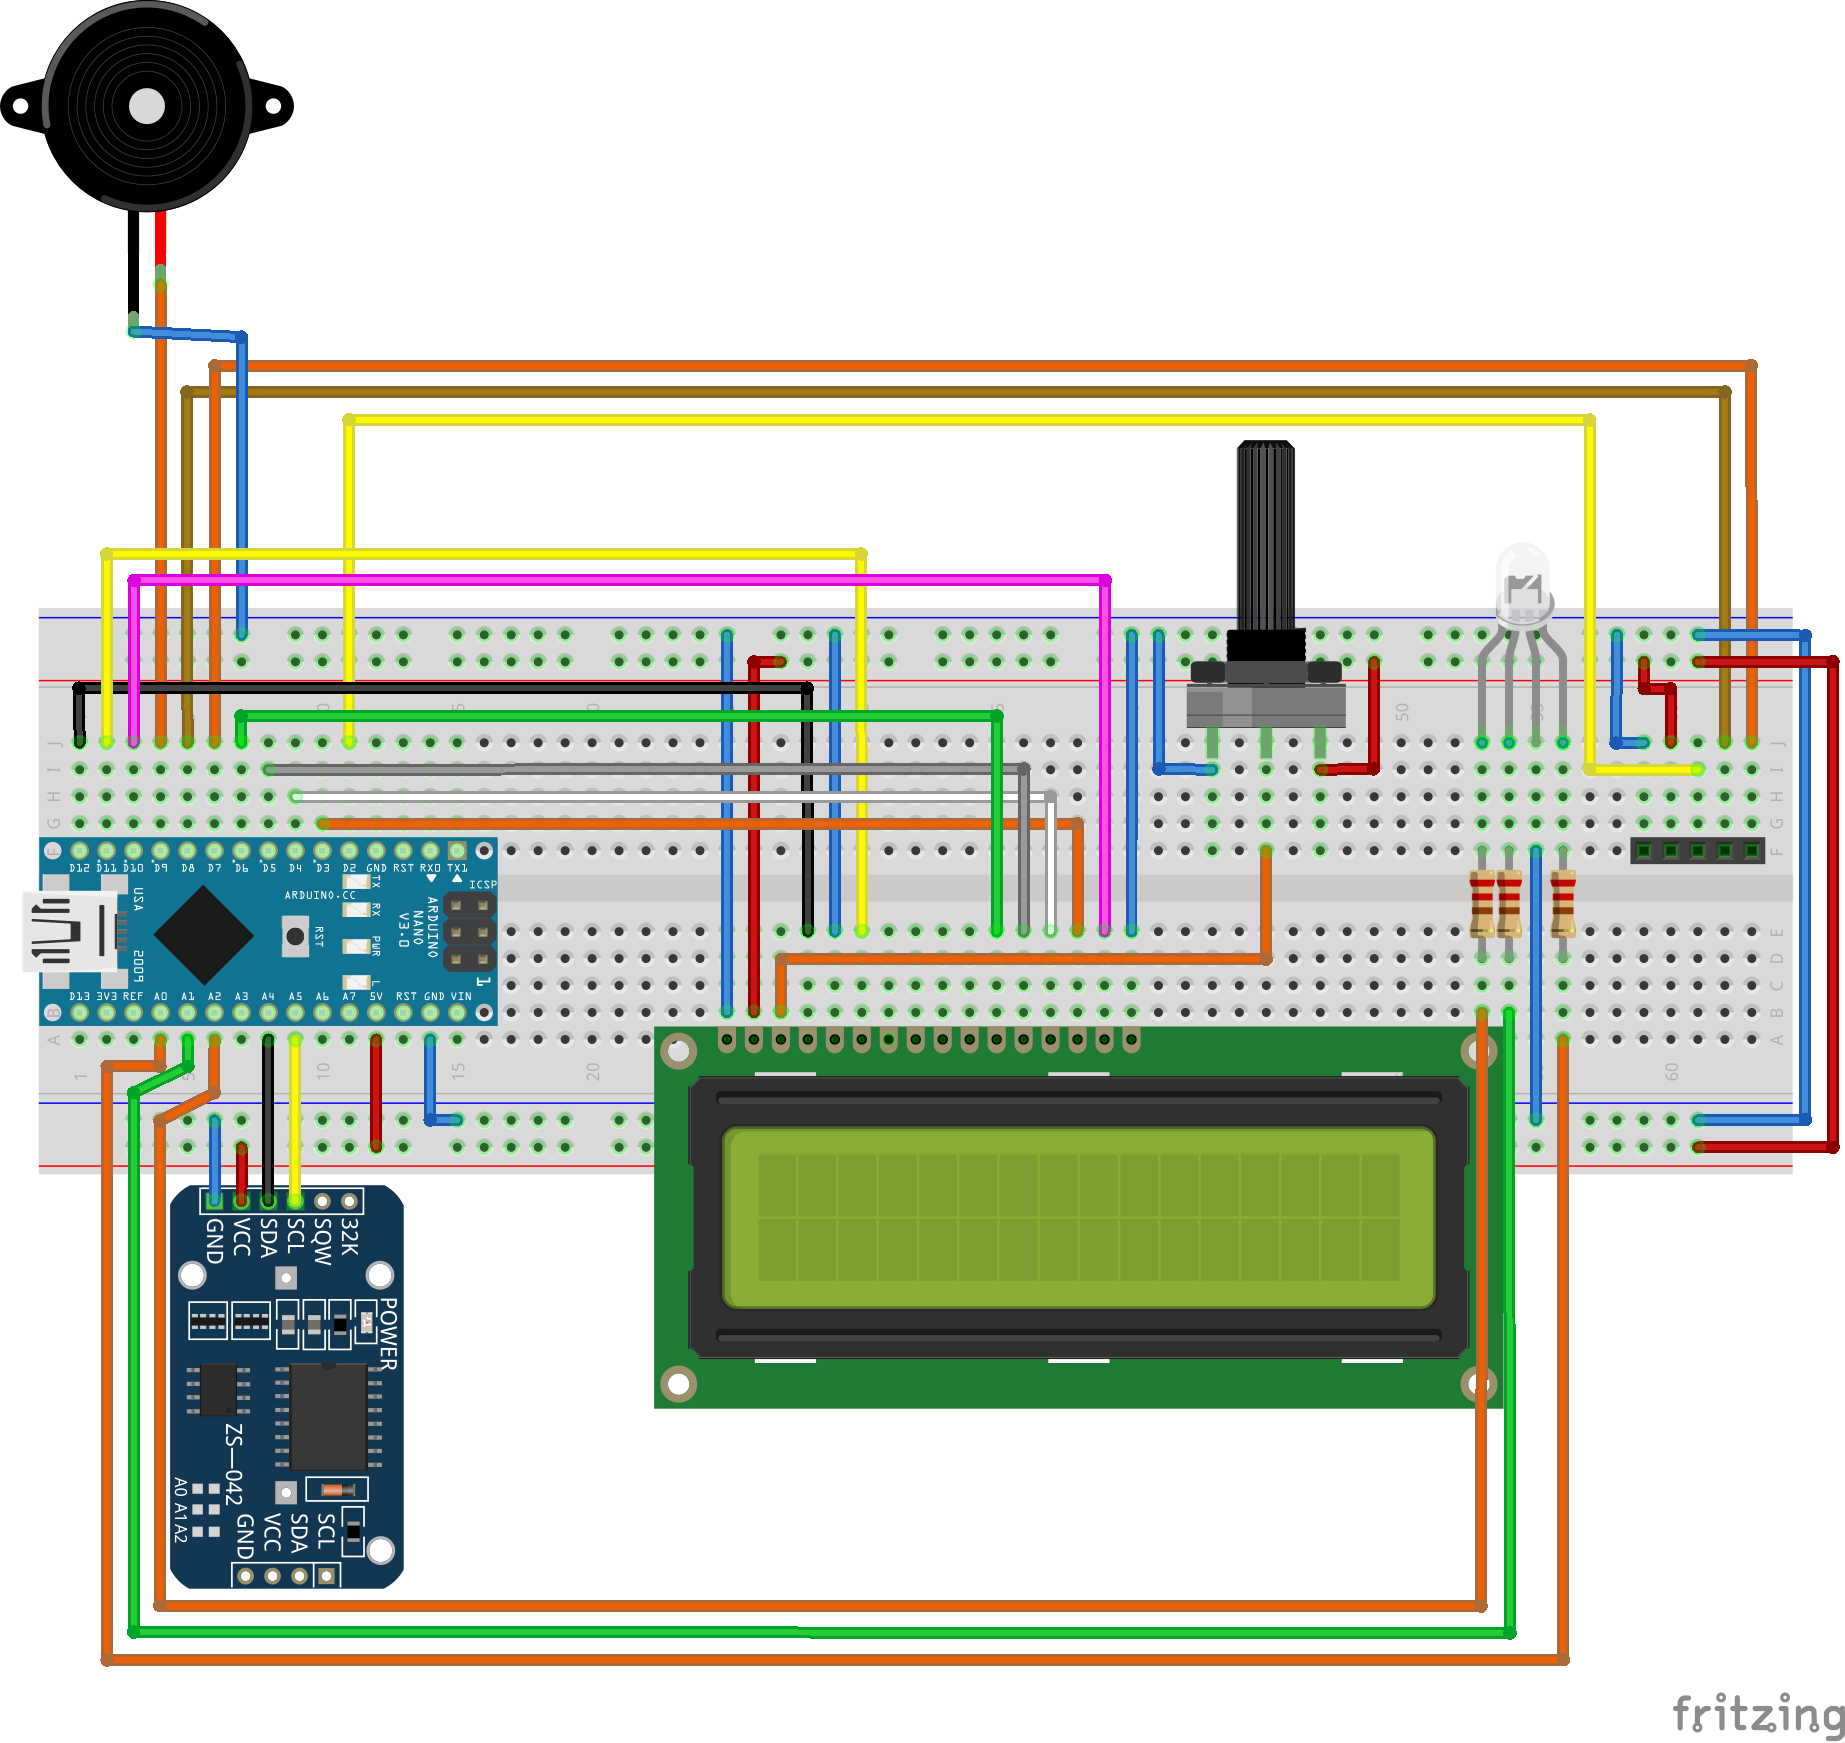 50
J
J
I
I
H
H
G
G
F
D12 D11 D10 D9 D8 D7 D6 D5 D4 D3 D2 GND RST RX0 TX1
ICSP
ARDUINO.CC
USA
TX
RX
PWR
L
RST
ARDUINO
NANO
V3.0
2009
1
E
D
D13 3V3 REF A0 A1 A2 A3 A4 A5 A6 A7 5V RST GND VIN
C
B
A
A
1
10
15
20
60
GND
VCC
SDA
SCL
SQW
32K
POWER
ZS-042
A0 A1 A2
GND
VCC
SDA
SCL
fritzing